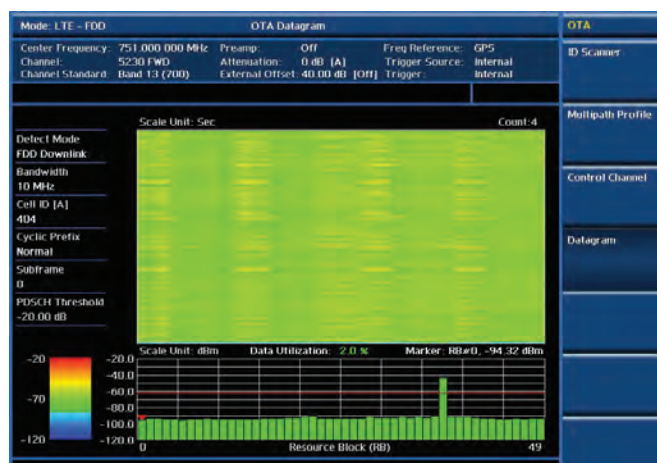 Mode: LTE - FDD
OTA Datagram
OTA
Center Frequency: 751.000 000 MHz Preamp: Off Freq Reference: GPS
Channel: 5230 FWD Attenuation: 0 dB [A] Trigger Source: Internal
Channel Standard: Band 13 (700) External Offset: 40.00 dB [Off] Trigger: Internal
ID Scanner
Multipath Profile
Control Channel
Datagram
Scale Unit: Sec Count:4
Detect Mode
FDD Downlink
Bandwidth
10 MHz
Cell ID [A]
404
Cyclic Prefix
Normal
Subframe
0
PDSCH Threshold
-20.00 dB
Scale Unit: dBm Data Utilization: 2.0 % Marker: RB#0, -94.32 dBm
-20
-70
-120
-20.0
-40.0
-60.0
-80.0
-100.0
-120.0
0 Resource Block (RB) 49